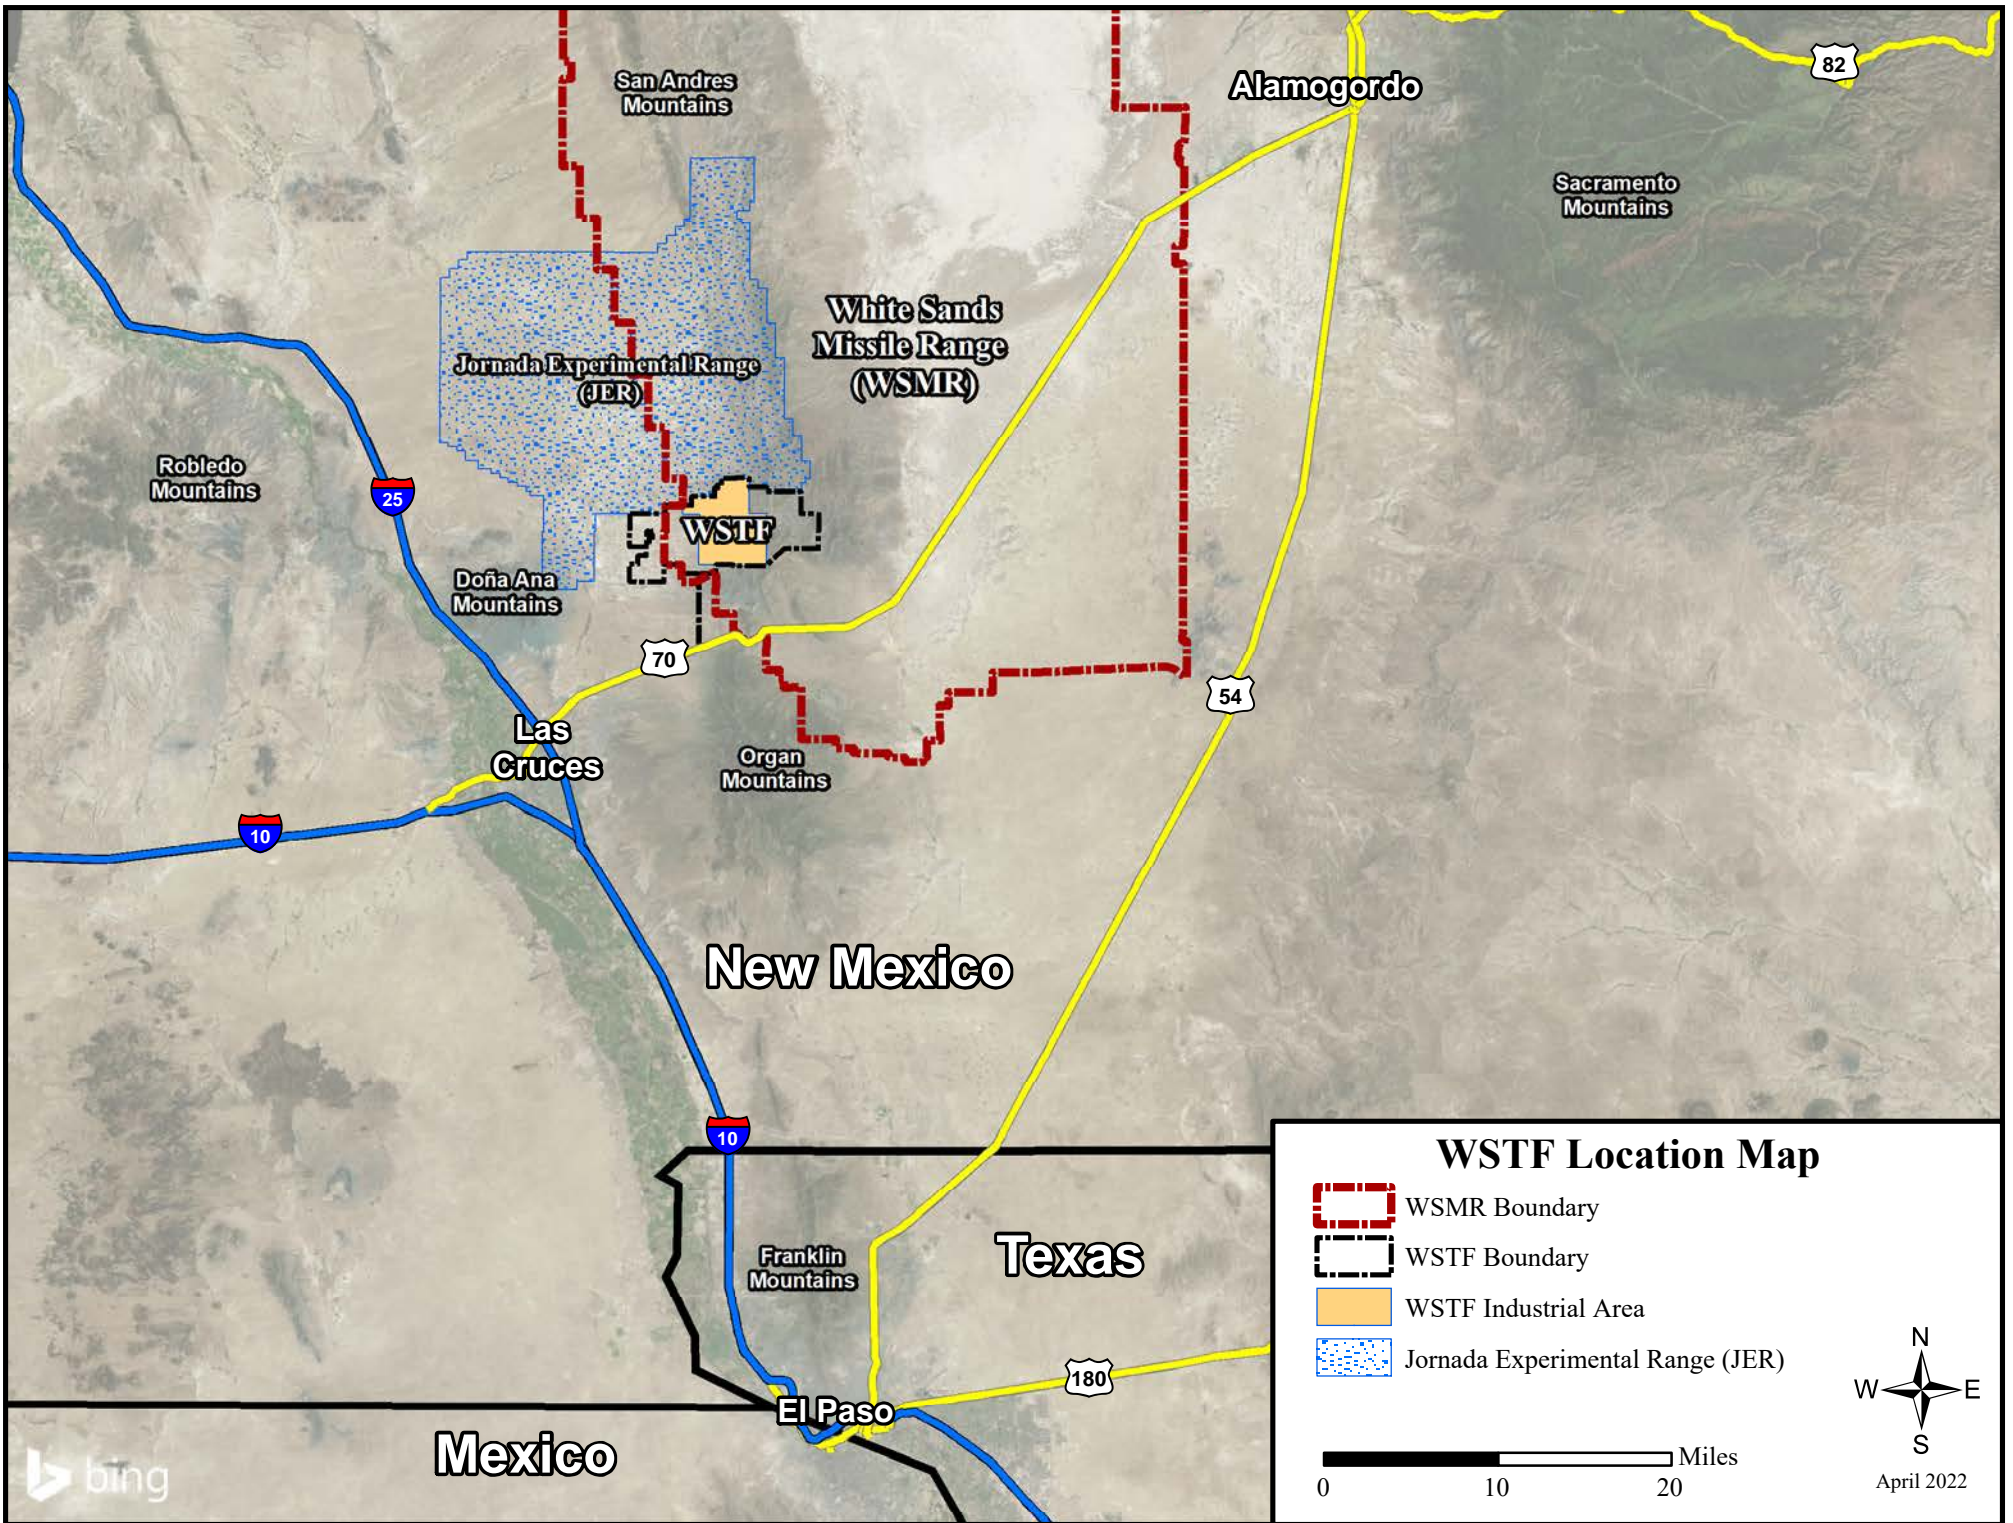 San Andres
Mountains
Alamogordo
82
Sacramento
Mountains
White Sands
Missile Range
(WSMR)
Jornada Experimental Range
(JER)
Robledo
Mountains
25
WSTF
Doña Ana
Mountains
70
54
Las
Cruces
Organ
Mountains
10
New Mexico
10
Texas
Franklin
Mountains
180
El Paso
Mexico
bing
WSTF Location Map
WSMR Boundary
WSTF Boundary
WSTF Industrial Area
Jornada Experimental Range (JER)
N
W E
S
Miles
0 10 20
April 2022